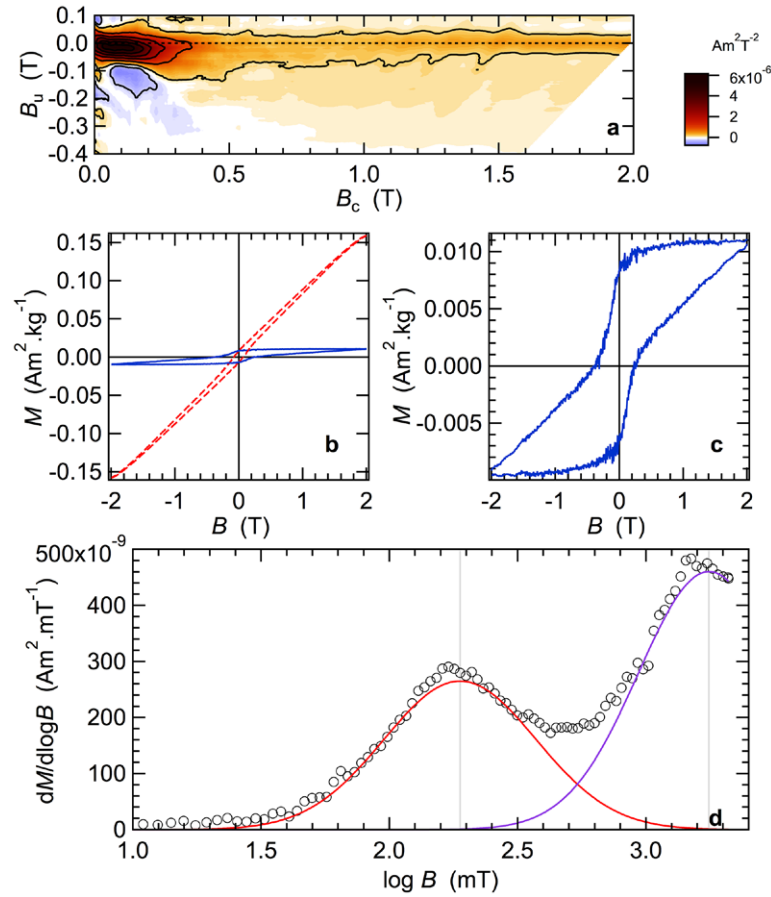 0.1
0.0
-0.1
-0.2
-0.3
-0.4
Bu (T)
0.0 0.5 1.0 1.5 2.0
Bc (T)
a
Am²T⁻²
6x10⁻⁶
4
2
0
0.15
0.10
0.05
0.00
-0.05
-0.10
-0.15
M (Am².kg⁻¹)
-2 -1 0 1 2
B (T)
b
0.010
0.005
0.000
-0.005
M (Am².kg⁻¹)
-2 -1 0 1 2
B (T)
c
500x10⁻⁹
400
300
200
100
0
dM/dlogB (Am².mT⁻¹)
1.0 1.5 2.0 2.5 3.0
log B (mT)
d